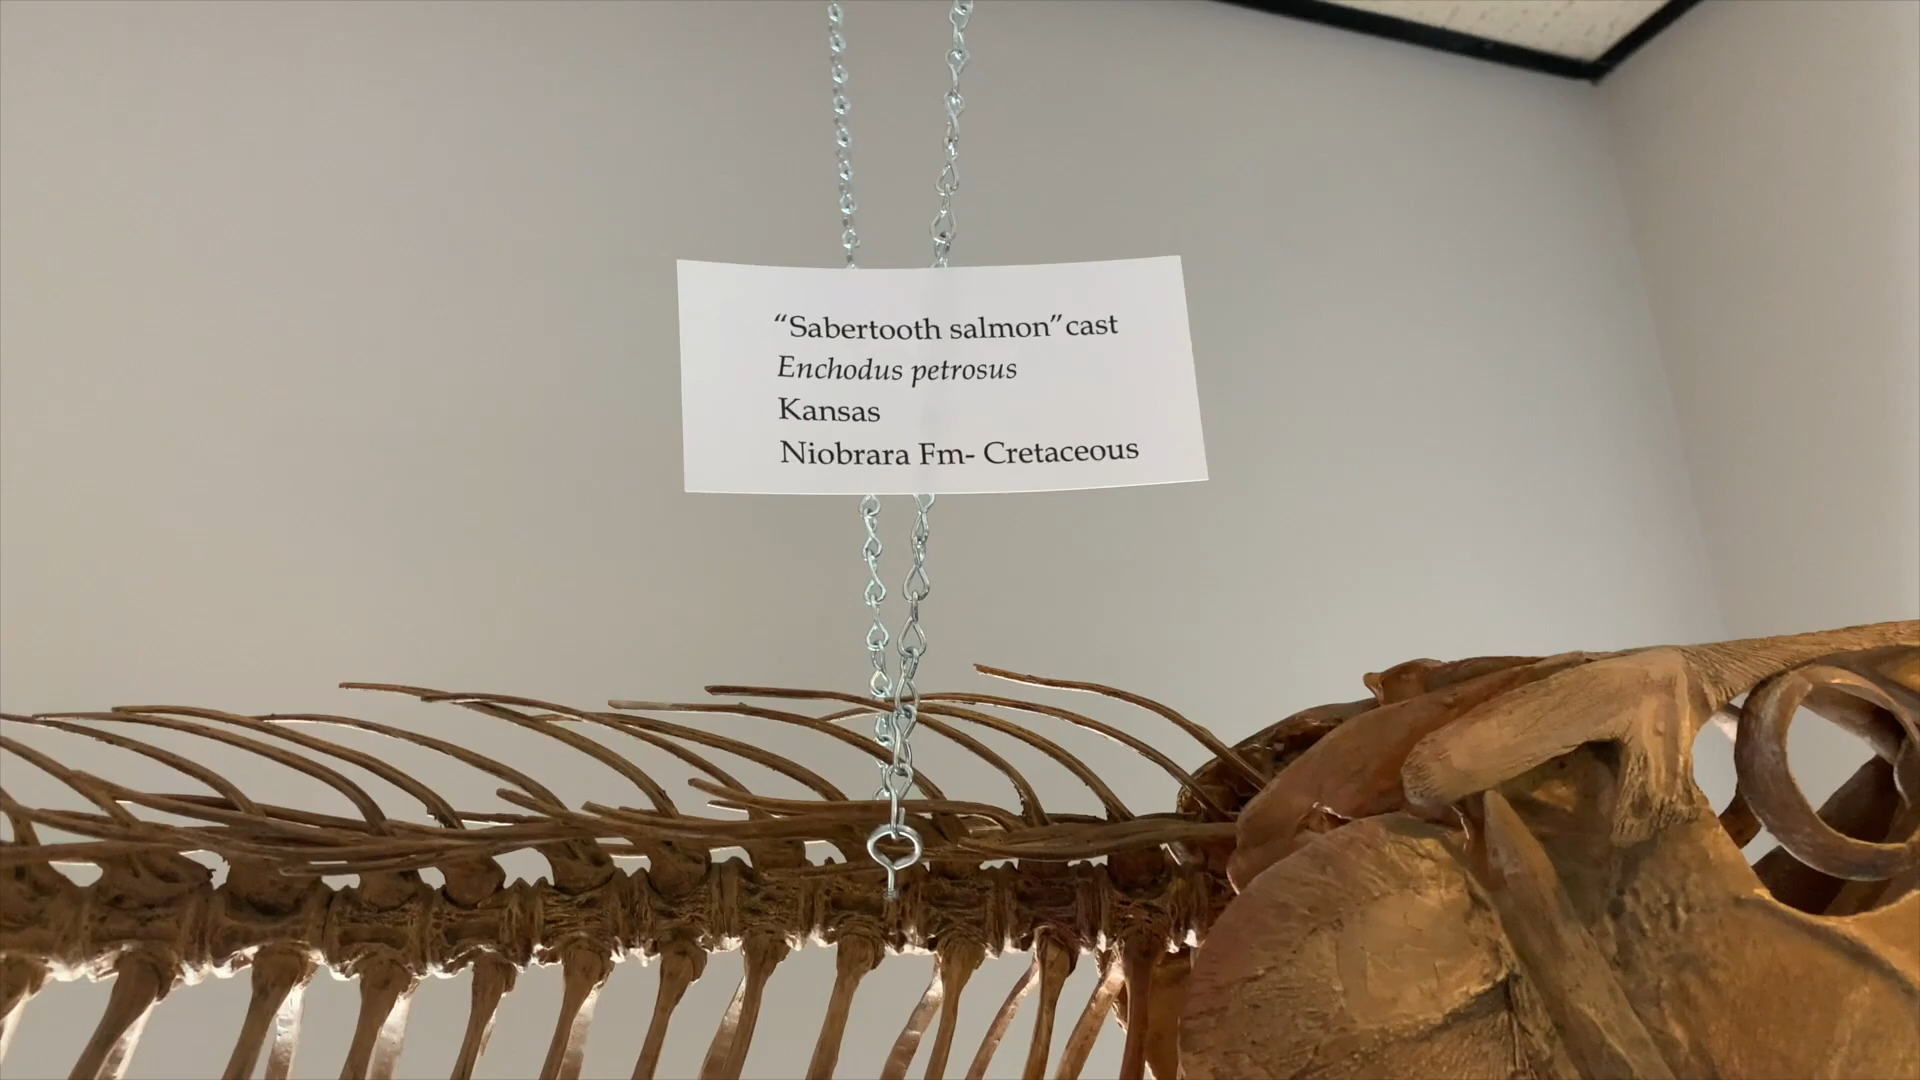 “Sabertooth salmon” cast
Enchodus petrosus
Kansas
Niobrara Fm- Cretaceous